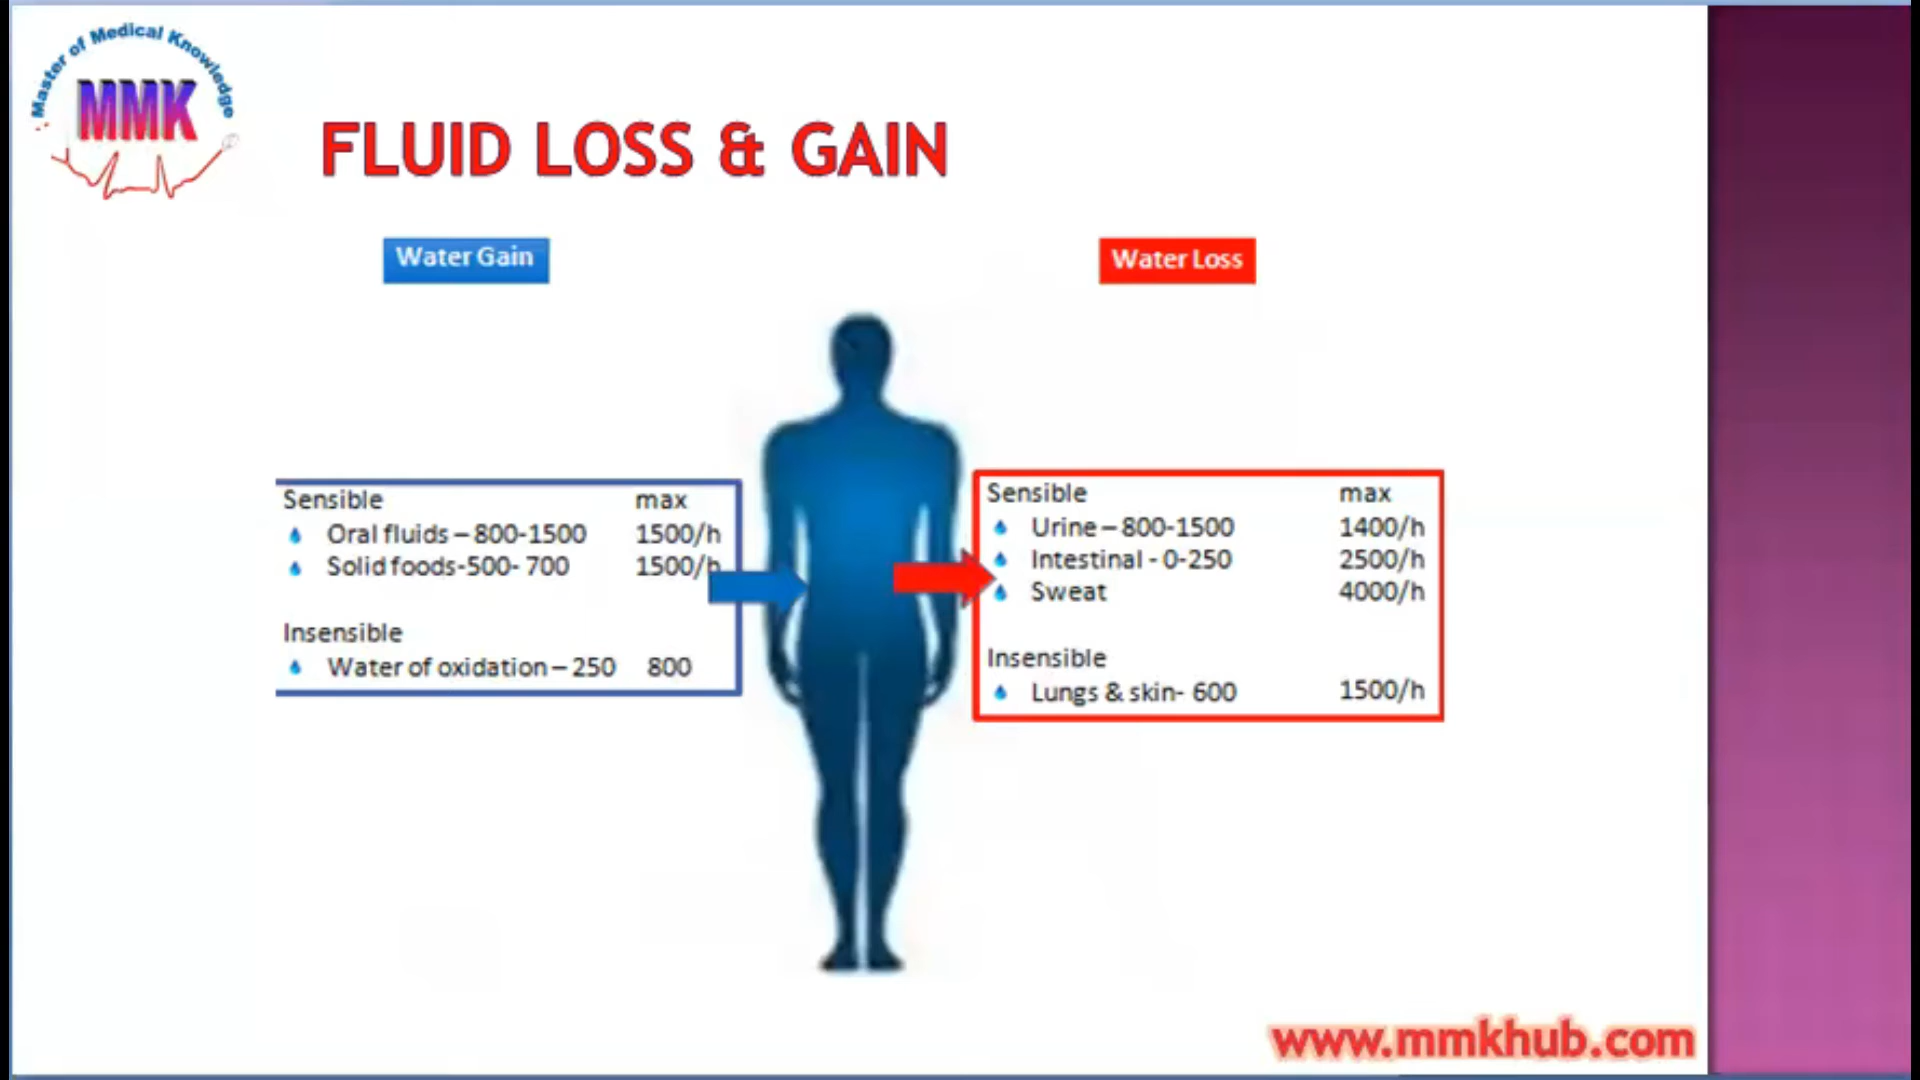 Master of Medical Knowledge
MMK
FLUID LOSS & GAIN
Water Gain
Water Loss
Sensible max
Oral fluids – 800-1500 1500/h
Solid foods-500- 700 1500/h
Insensible
Water of oxidation – 250 800
Sensible max
Urine – 800-1500 1400/h
Intestinal - 0-250 2500/h
Sweat 4000/h
Insensible
Lungs & skin- 600 1500/h
www.mmkhub.com